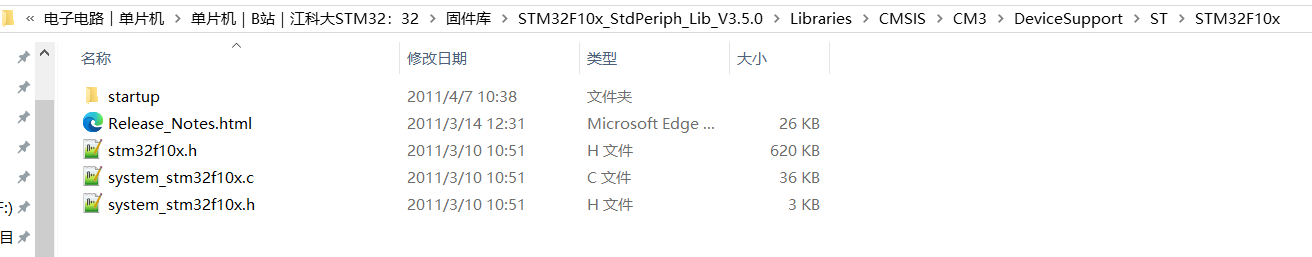 « 电子电路 | 单片机 > 单片机 | B站 | 江科大STM32：32 > 固件库 > STM32F10x_StdPeriph_Lib_V3.5.0 > Libraries > CMSIS > CM3 > DeviceSupport > ST > STM32F10x
名称 修改日期 类型 大小
startup 2011/4/7 10:38 文件夹
Release_Notes.html 2011/3/14 12:31 Microsoft Edge ... 26 KB
stm32f10x.h 2011/3/10 10:51 H 文件 620 KB
system_stm32f10x.c 2011/3/10 10:51 C 文件 36 KB
F:) system_stm32f10x.h 2011/3/10 10:51 H 文件 3 KB
目